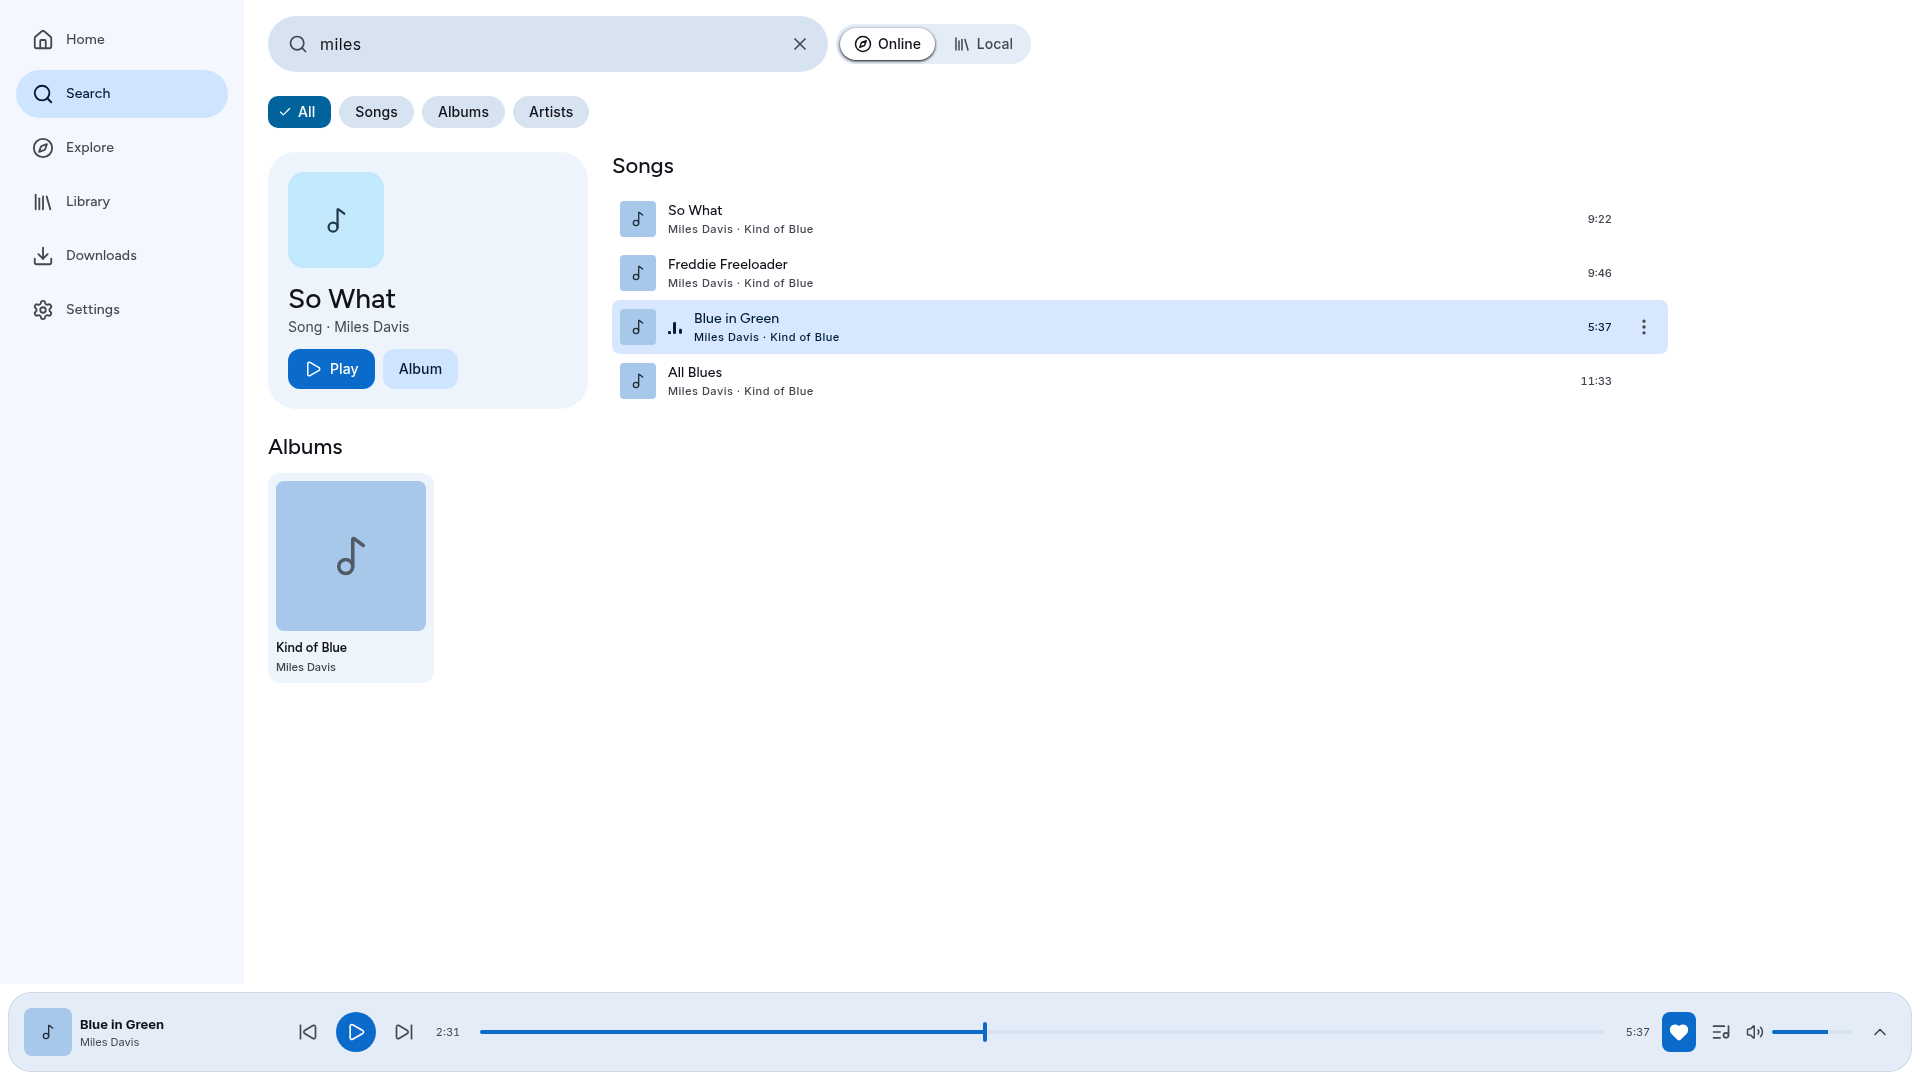 Home
Search
Explore
Library
Downloads
Settings
miles
Online
Local
All
Songs
Albums
Artists
So What
Song · Miles Davis
Play
Album
Songs
So What
Miles Davis · Kind of Blue
9:22
Freddie Freeloader
Miles Davis · Kind of Blue
9:46
Blue in Green
Miles Davis · Kind of Blue
5:37
All Blues
Miles Davis · Kind of Blue
11:33
Albums
Kind of Blue
Miles Davis
Blue in Green
Miles Davis
2:31
5:37